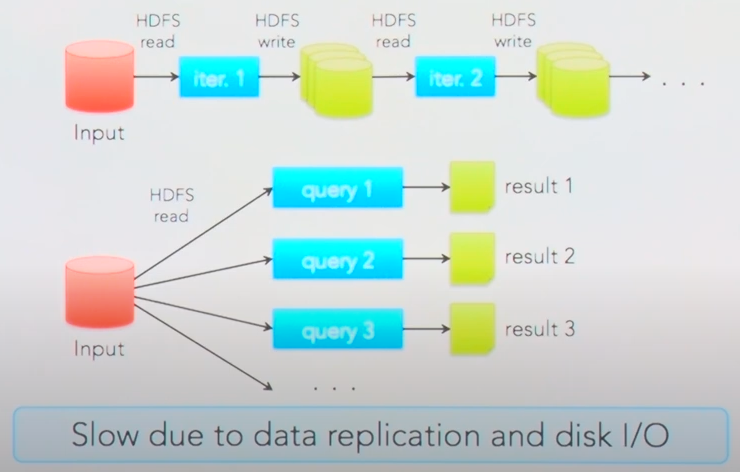 HDFS read
HDFS write
HDFS read
HDFS write
iter. 1
iter. 2
. . .
Input
HDFS read
query 1
result 1
query 2
result 2
query 3
result 3
Input
. . .
Slow due to data replication and disk I/O